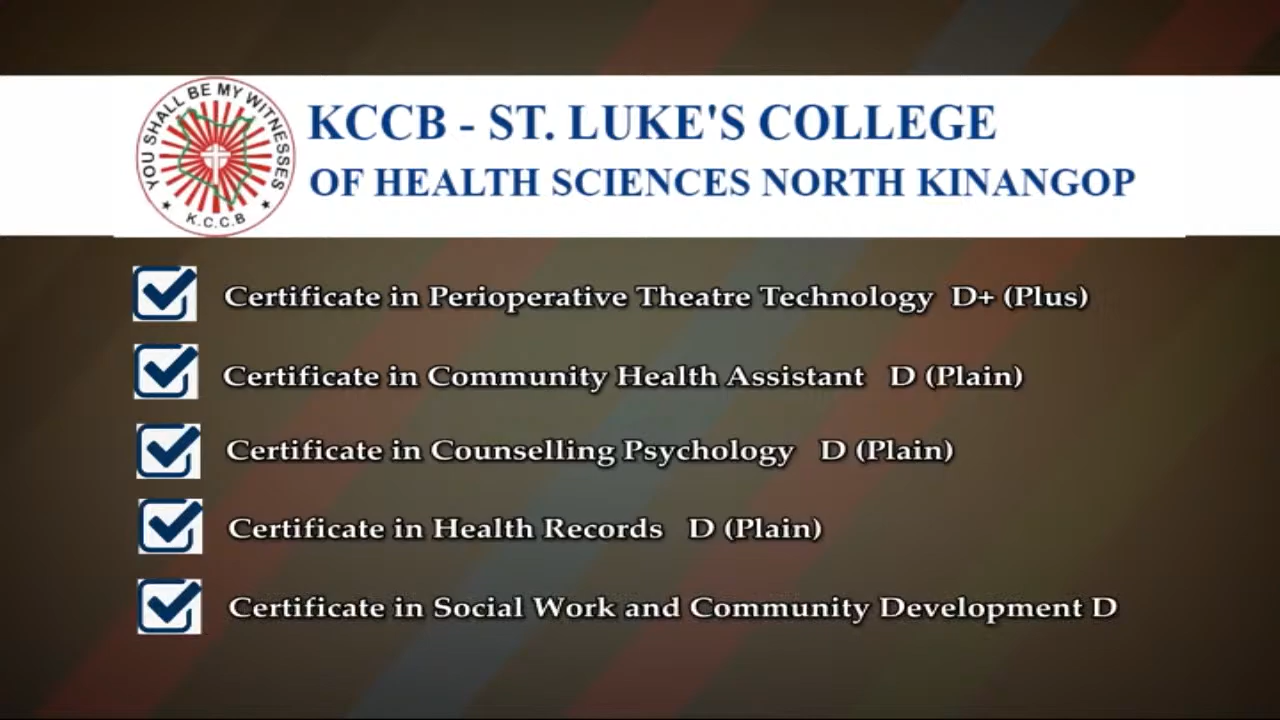 YOU SHALL BE MY WITNESSES
★ K.C.C.B ★
KCCB - ST. LUKE'S COLLEGE
OF HEALTH SCIENCES NORTH KINANGOP
Certificate in Perioperative Theatre Technology D+ (Plus)
Certificate in Community Health Assistant D (Plain)
Certificate in Counselling Psychology D (Plain)
Certificate in Health Records D (Plain)
Certificate in Social Work and Community Development D